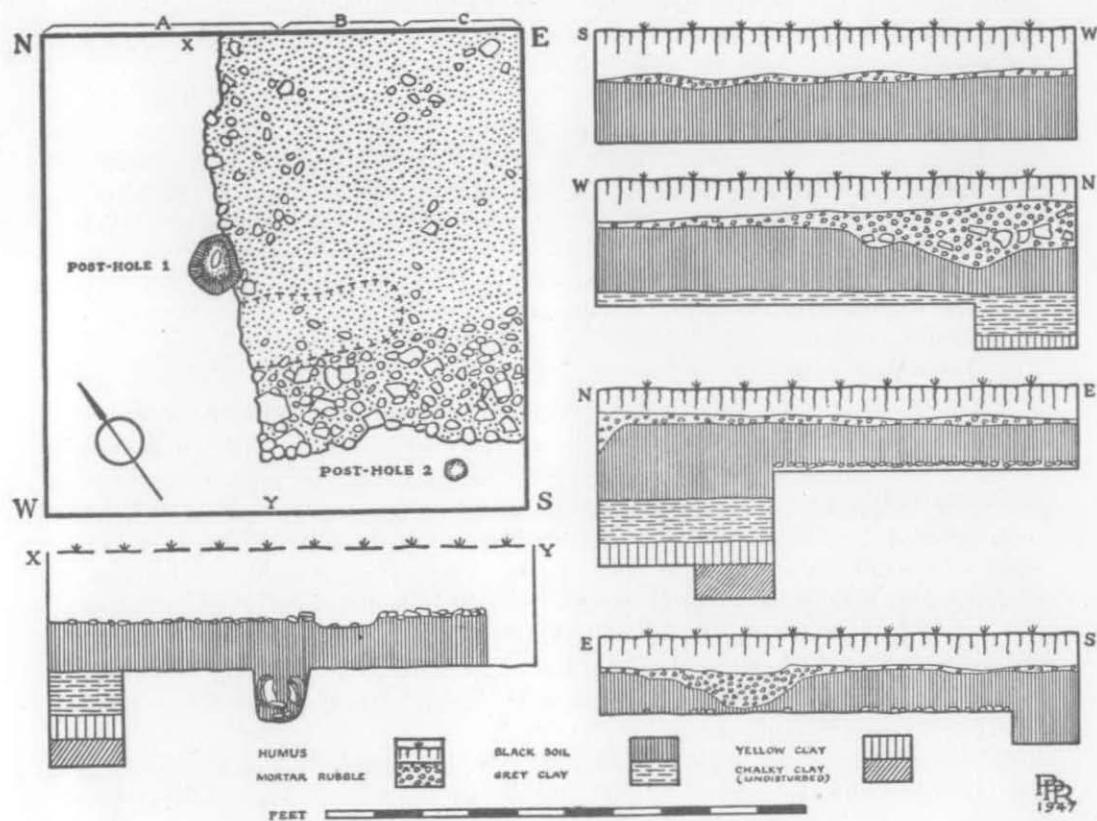 A B C
N X E
POST-HOLE 1
POST-HOLE 2
W Y S
S W
W N
N E
E S
X Y
HUMUS BLACK SOIL YELLOW CLAY
MORTAR RUBBLE GREY CLAY CHALKY CLAY
(UNDISTURBED)
FEET
PPR
1947